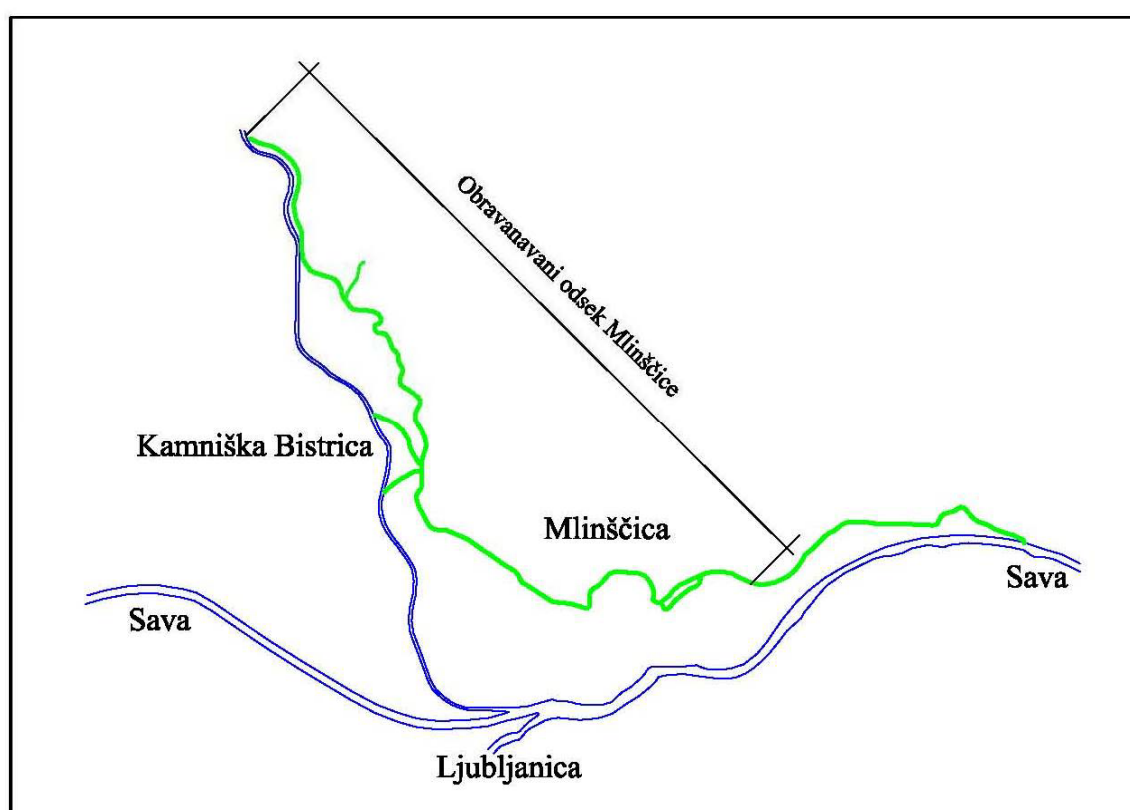 Obravanavani odsek Mlinščice
Kamniška Bistrica
Mlinščica
Sava
Sava
Ljubljanica